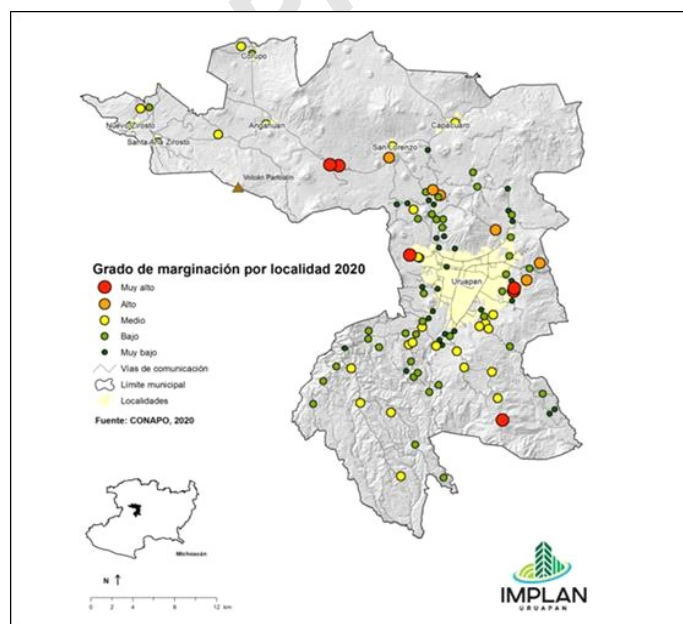 Corupo
Nuevo Zirosto
Angahuan
Capacuaro
Santa Ana Zirosto
San Lorenzo
Volcán Paricutín
Grado de marginación por localidad 2020
Uruapan
Muy alto
Alto
Medio
Bajo
Muy bajo
Vías de comunicación
Límite municipal
Localidades
Fuente: CONAPO, 2020
Michoacán
N
0 2 4 8 12 km
IMPLAN
URUAPAN